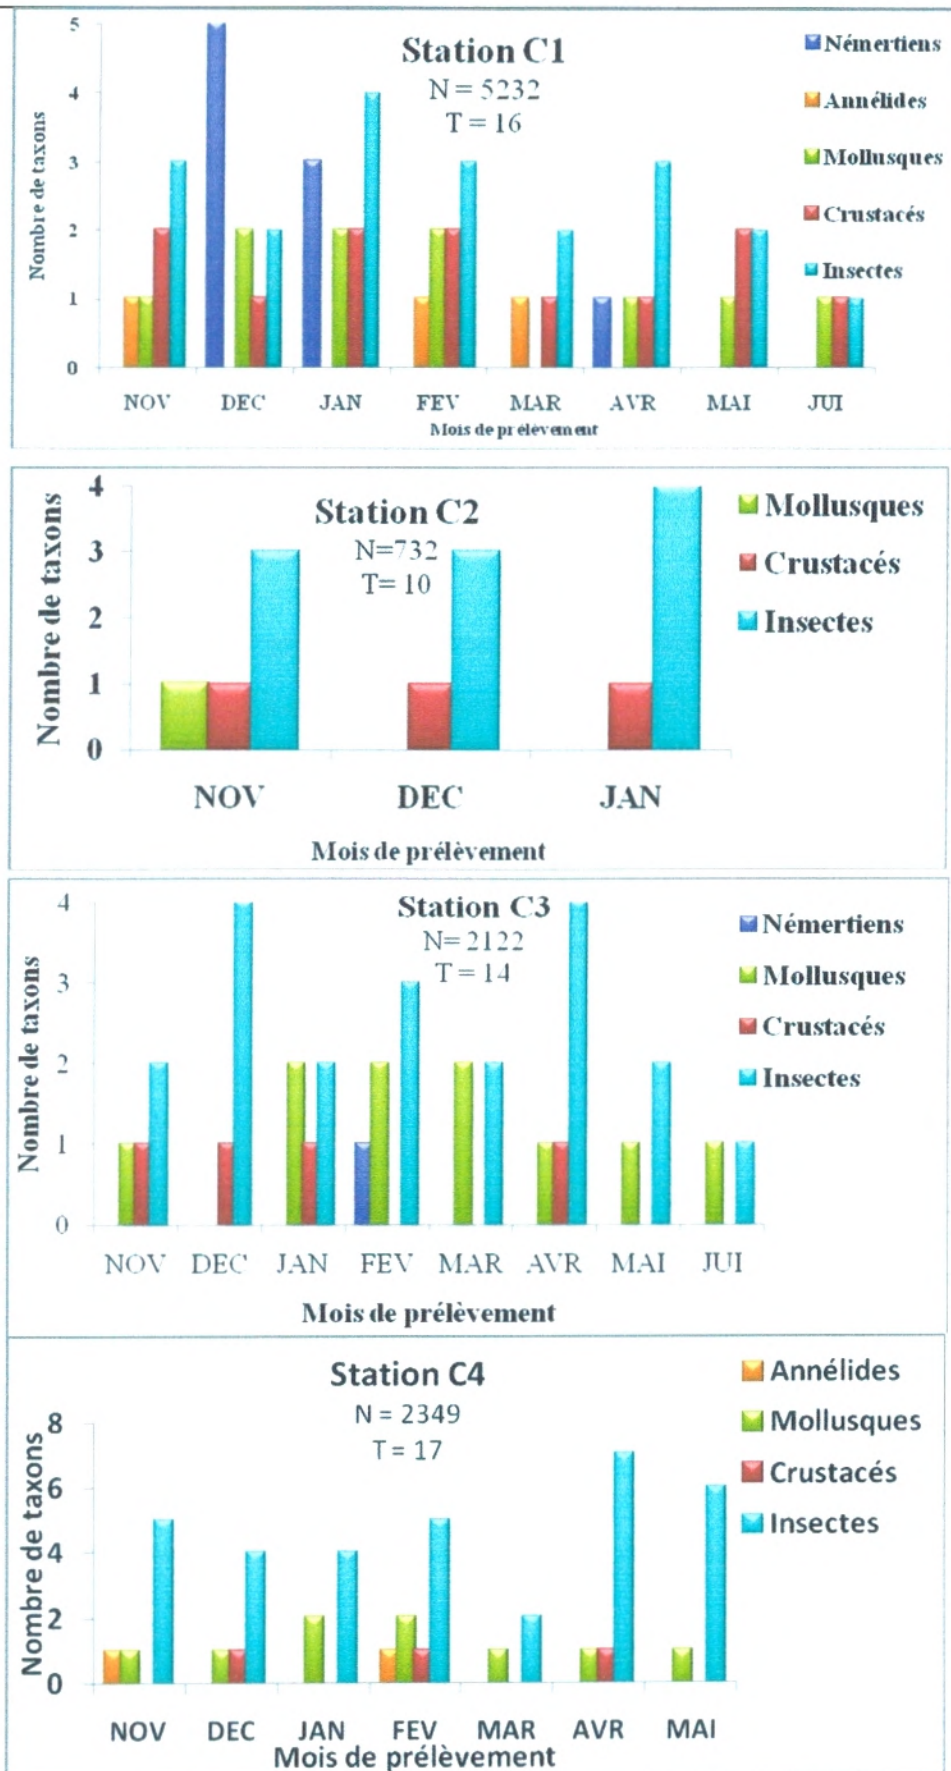 Station C1
N = 5232
T = 16
Nombre de taxons
5
4
3
2
1
0
NOV DEC JAN FEV MAR AVR MAI JUI
Mois de prélèvement
Némertiens
Annélides
Mollusques
Crustacés
Insectes
Station C2
N=732
T= 10
Nombre de taxons
4
3
2
1
0
NOV DEC JAN
Mois de prélèvement
Mollusques
Crustacés
Insectes
Station C3
N= 2122
T = 14
Nombre de taxons
4
3
2
1
0
NOV DEC JAN FEV MAR AVR MAI JUI
Mois de prélèvement
Némertiens
Mollusques
Crustacés
Insectes
Station C4
N = 2349
T = 17
Nombre de taxons
8
6
4
2
0
NOV DEC JAN FEV MAR AVR MAI
Mois de prélèvement
Annélides
Mollusques
Crustacés
Insectes